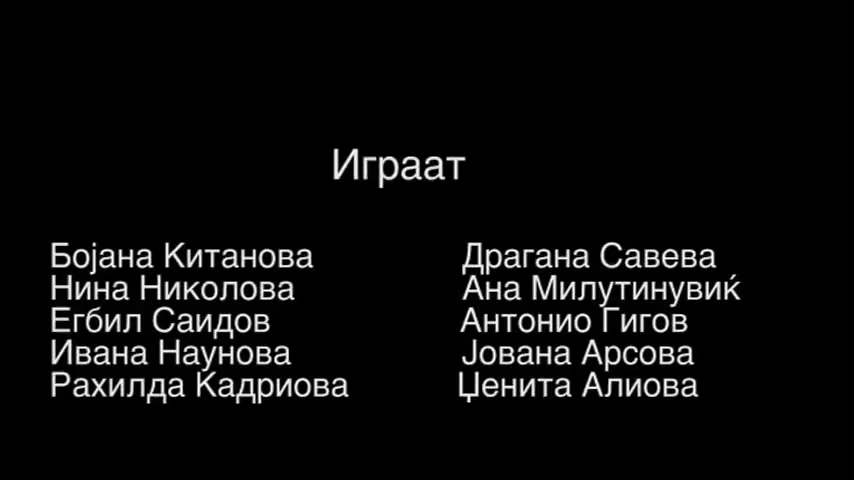 Играат
Бојана Китанова
Нина Николова
Егбил Саидов
Ивана Наунова
Рахилда Кадриова
Драгана Савева
Ана Милутинувиќ
Антонио Гигов
Јована Арсова
Џенита Алиова